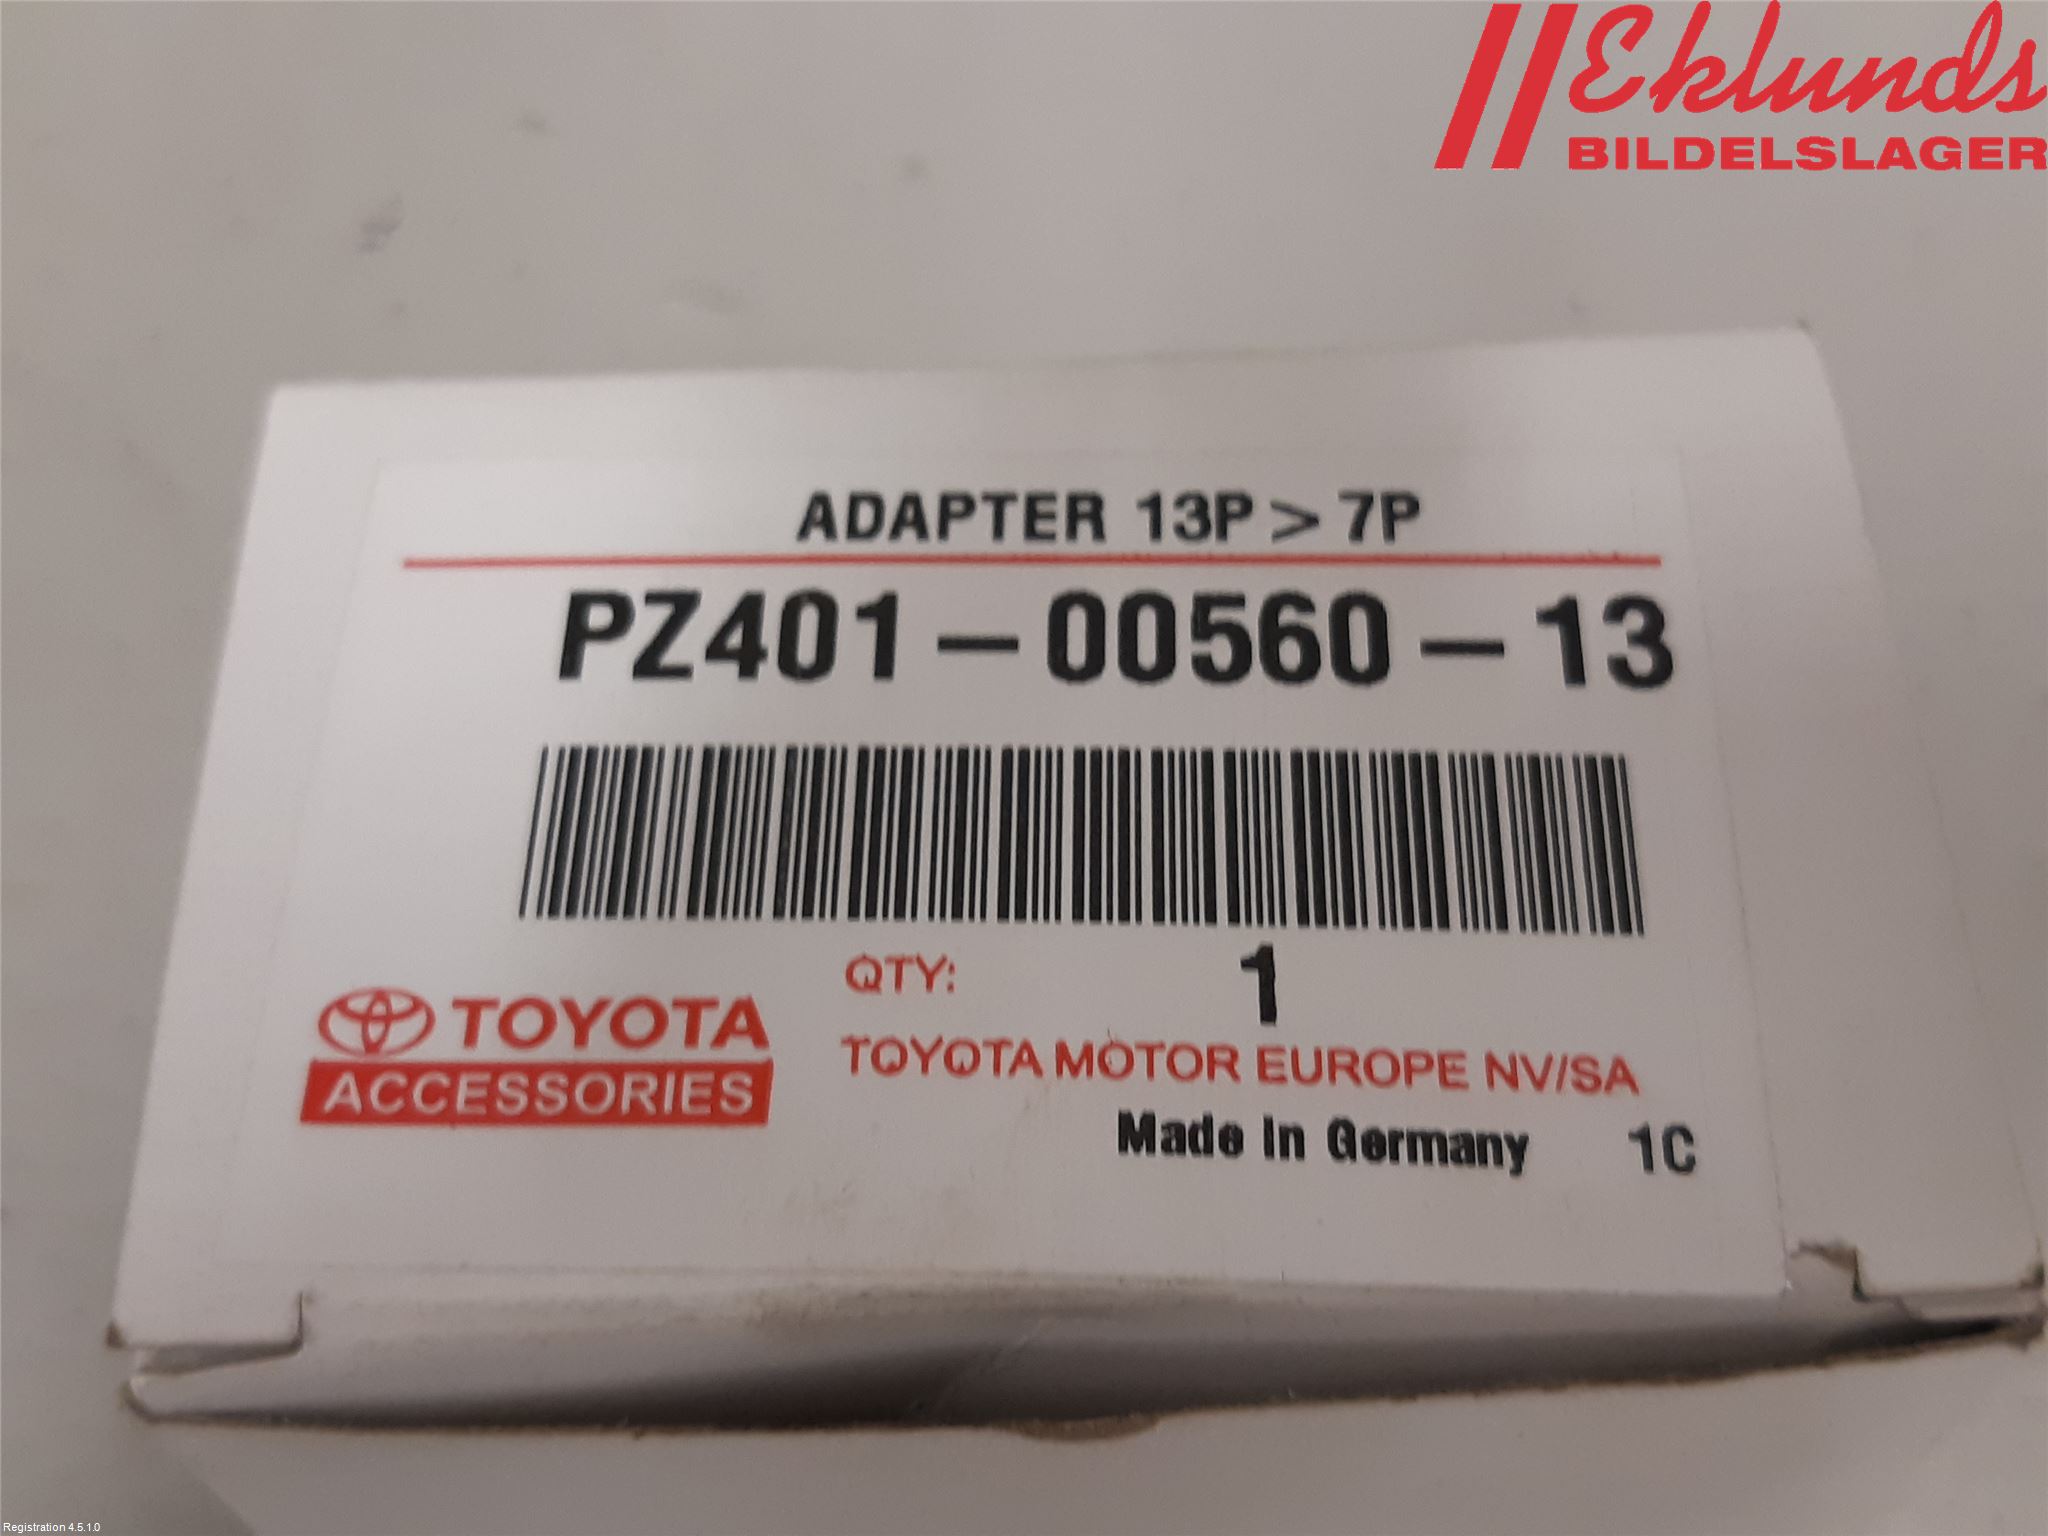 Eklunds
BILDELSLAGER
ADAPTER 13P > 7P
PZ401-00560-13
QTY: 1
TOYOTA
ACCESSORIES
TOYOTA MOTOR EUROPE NV/SA
Made in Germany 1C
Registration 4.5.1.0